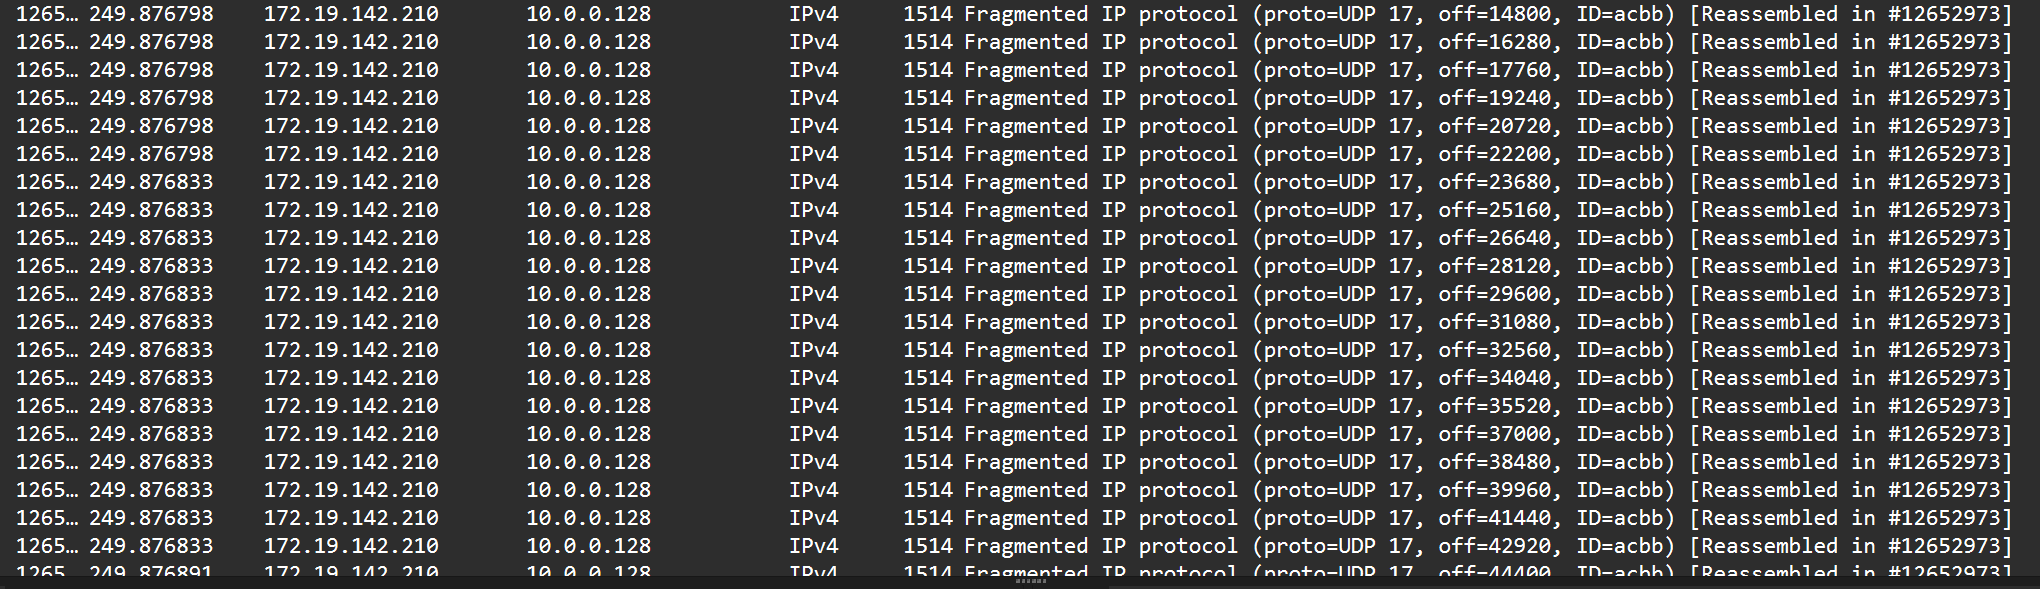 1265… 249.876798 172.19.142.210 10.0.0.128 IPv4 1514 Fragmented IP protocol (proto=UDP 17, off=14800, ID=acbb) [Reassembled in #12652973]
1265… 249.876798 172.19.142.210 10.0.0.128 IPv4 1514 Fragmented IP protocol (proto=UDP 17, off=16280, ID=acbb) [Reassembled in #12652973]
1265… 249.876798 172.19.142.210 10.0.0.128 IPv4 1514 Fragmented IP protocol (proto=UDP 17, off=17760, ID=acbb) [Reassembled in #12652973]
1265… 249.876798 172.19.142.210 10.0.0.128 IPv4 1514 Fragmented IP protocol (proto=UDP 17, off=19240, ID=acbb) [Reassembled in #12652973]
1265… 249.876798 172.19.142.210 10.0.0.128 IPv4 1514 Fragmented IP protocol (proto=UDP 17, off=20720, ID=acbb) [Reassembled in #12652973]
1265… 249.876798 172.19.142.210 10.0.0.128 IPv4 1514 Fragmented IP protocol (proto=UDP 17, off=22200, ID=acbb) [Reassembled in #12652973]
1265… 249.876833 172.19.142.210 10.0.0.128 IPv4 1514 Fragmented IP protocol (proto=UDP 17, off=23680, ID=acbb) [Reassembled in #12652973]
1265… 249.876833 172.19.142.210 10.0.0.128 IPv4 1514 Fragmented IP protocol (proto=UDP 17, off=25160, ID=acbb) [Reassembled in #12652973]
1265… 249.876833 172.19.142.210 10.0.0.128 IPv4 1514 Fragmented IP protocol (proto=UDP 17, off=26640, ID=acbb) [Reassembled in #12652973]
1265… 249.876833 172.19.142.210 10.0.0.128 IPv4 1514 Fragmented IP protocol (proto=UDP 17, off=28120, ID=acbb) [Reassembled in #12652973]
1265… 249.876833 172.19.142.210 10.0.0.128 IPv4 1514 Fragmented IP protocol (proto=UDP 17, off=29600, ID=acbb) [Reassembled in #12652973]
1265… 249.876833 172.19.142.210 10.0.0.128 IPv4 1514 Fragmented IP protocol (proto=UDP 17, off=31080, ID=acbb) [Reassembled in #12652973]
1265… 249.876833 172.19.142.210 10.0.0.128 IPv4 1514 Fragmented IP protocol (proto=UDP 17, off=32560, ID=acbb) [Reassembled in #12652973]
1265… 249.876833 172.19.142.210 10.0.0.128 IPv4 1514 Fragmented IP protocol (proto=UDP 17, off=34040, ID=acbb) [Reassembled in #12652973]
1265… 249.876833 172.19.142.210 10.0.0.128 IPv4 1514 Fragmented IP protocol (proto=UDP 17, off=35520, ID=acbb) [Reassembled in #12652973]
1265… 249.876833 172.19.142.210 10.0.0.128 IPv4 1514 Fragmented IP protocol (proto=UDP 17, off=37000, ID=acbb) [Reassembled in #12652973]
1265… 249.876833 172.19.142.210 10.0.0.128 IPv4 1514 Fragmented IP protocol (proto=UDP 17, off=38480, ID=acbb) [Reassembled in #12652973]
1265… 249.876833 172.19.142.210 10.0.0.128 IPv4 1514 Fragmented IP protocol (proto=UDP 17, off=39960, ID=acbb) [Reassembled in #12652973]
1265… 249.876833 172.19.142.210 10.0.0.128 IPv4 1514 Fragmented IP protocol (proto=UDP 17, off=41440, ID=acbb) [Reassembled in #12652973]
1265… 249.876833 172.19.142.210 10.0.0.128 IPv4 1514 Fragmented IP protocol (proto=UDP 17, off=42920, ID=acbb) [Reassembled in #12652973]
1265… 249.876891 172.19.142.210 10.0.0.128 IPv4 1514 Fragmented IP protocol (proto=UDP 17, off=44400, ID=acbb) [Reassembled in #12652973]